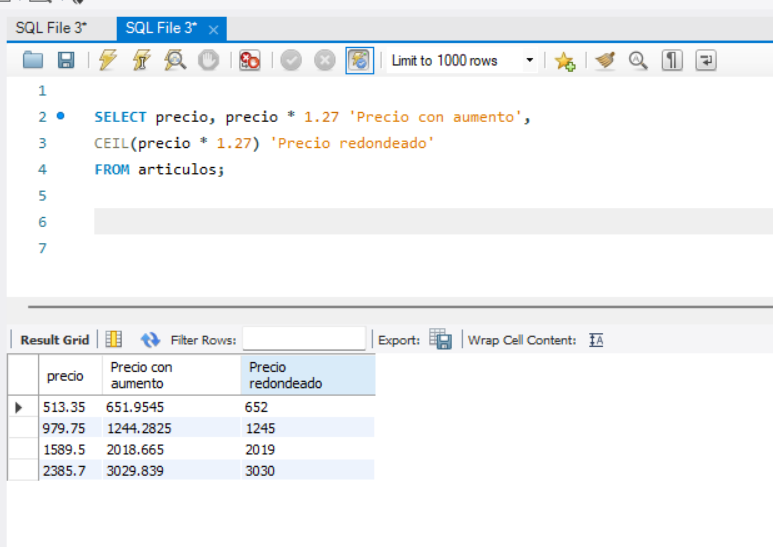 SQL File 3* SQL File 3* ×
Limit to 1000 rows
1
2 SELECT precio, precio * 1.27 'Precio con aumento',
3 CEIL(precio * 1.27) 'Precio redondeado'
4 FROM articulos;
5
6
7
Result Grid Filter Rows: Export: Wrap Cell Content: IA
precio Precio con aumento Precio redondeado
513.35 651.9545 652
979.75 1244.2825 1245
1589.5 2018.665 2019
2385.7 3029.839 3030